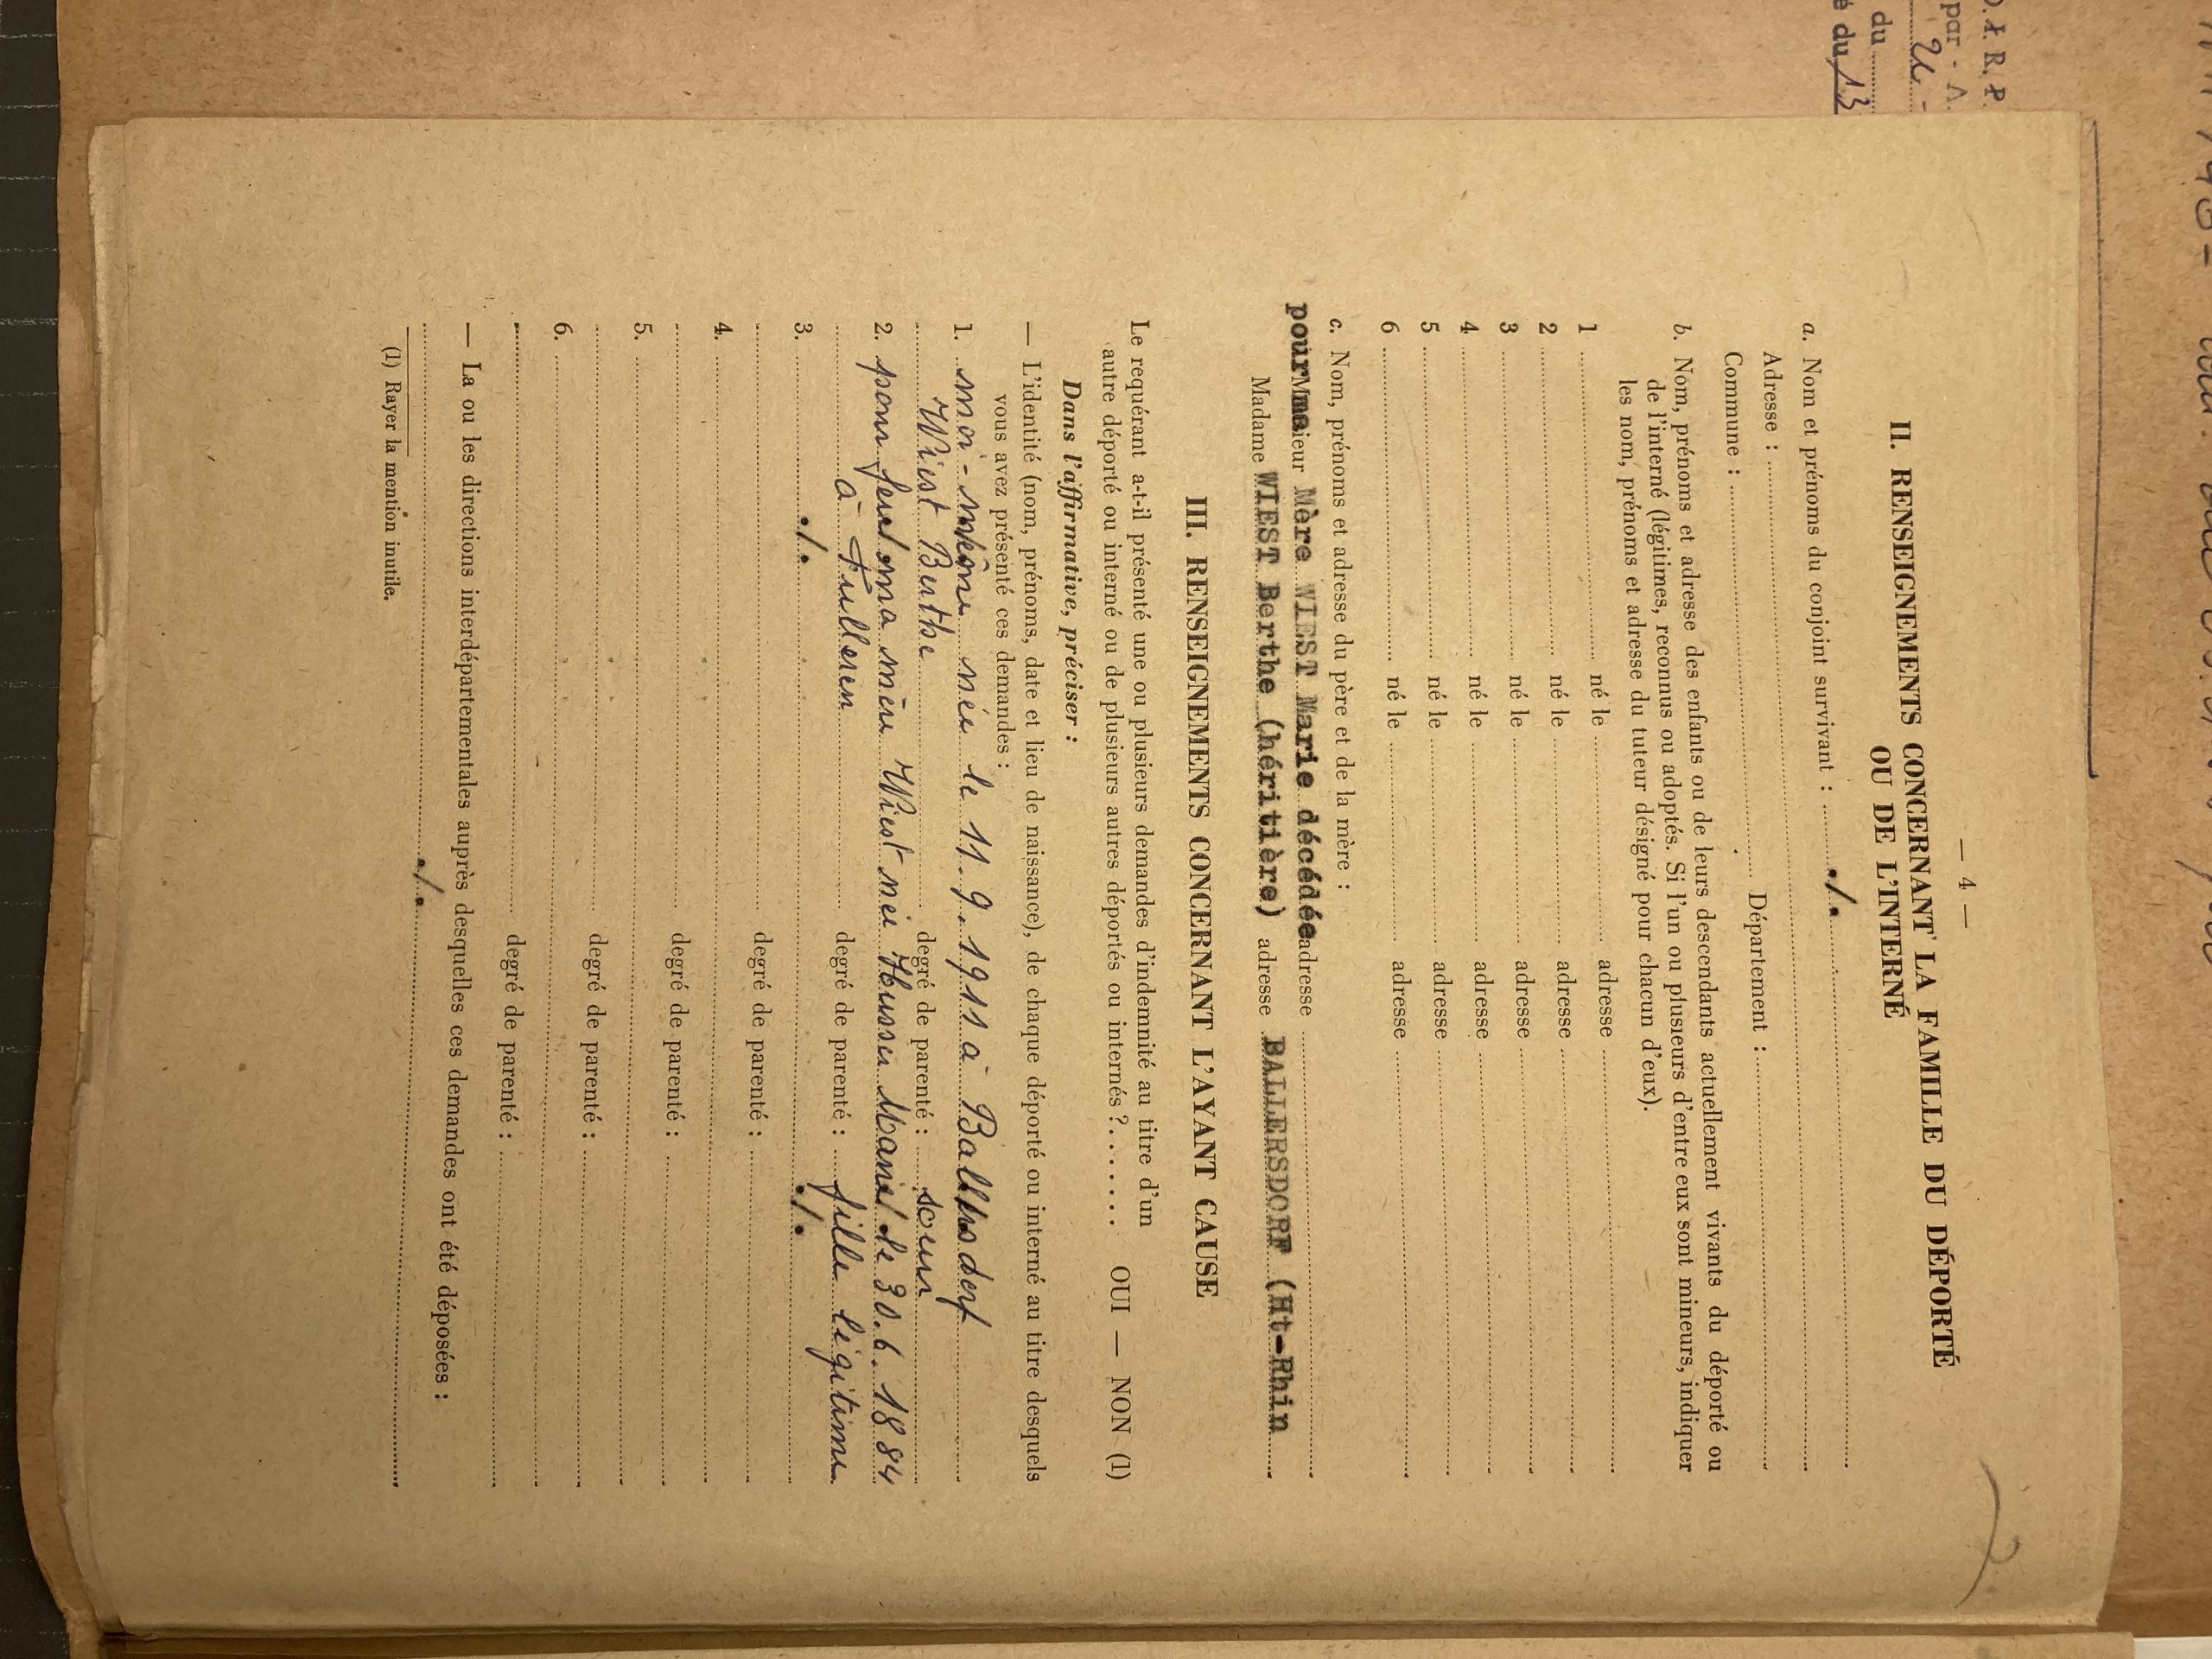 — 4 —
II. RENSEIGNEMENTS CONCERNANT LA FAMILLE DU DÉPORTÉ
OU DE L'INTERNÉ
a. Nom et prénoms du conjoint survivant : ./.
Adresse :
Commune : Département :
b. Nom, prénoms et adresse des enfants ou de leurs descendants actuellement vivants du déporté ou
de l'interné (légitimes, reconnus ou adoptés. Si l'un ou plusieurs d'entre eux sont mineurs, indiquer
les nom, prénoms et adresse du tuteur désigné pour chacun d'eux).
1 né le adresse
2 né le adresse
3 né le adresse
4 né le adresse
5 né le adresse
6 né le adresse
c. Nom, prénoms et adresse du père et de la mère :
pour Mère WIEST Marie décédée adresse
Madame WIEST Berthe (héritière) adresse BALLERSDORF (Ht-Rhin
III. RENSEIGNEMENTS CONCERNANT L'AYANT CAUSE
Le requérant a-t-il présenté une ou plusieurs demandes d'indemnité au titre d'un
autre déporté ou interné ou de plusieurs autres déportés ou internés ? . . . . . . OUI — NON (1)
Dans l'affirmative, préciser :
— L'identité (nom, prénoms, date et lieu de naissance), de chaque déporté ou interné au titre desquels
vous avez présenté ces demandes :
1. moi-même née le 11.9.1911 à Ballersdorf
Wiest Berthe degré de parenté : soeur
2. pour feue ma mère Wiest née Marie le 30.6.1884
à Fulleren degré de parenté : fille légitime
3. ./. ./.
degré de parenté :
4.
degré de parenté :
5.
degré de parenté :
6.
degré de parenté :
— La ou les directions interdépartementales auprès desquelles ces demandes ont été déposées :
./.
(1) Rayer la mention inutile.
D. I. R. P.
par - A.
du
é du 13